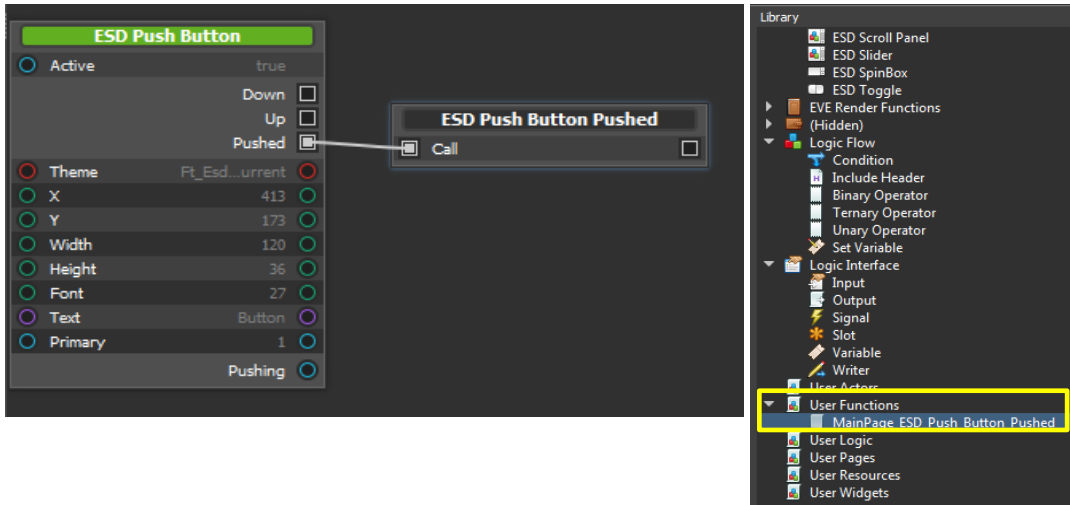 ESD Push Button
Active true
Down
Up
Pushed
Theme Ft_Esd...urrent
X 413
Y 173
Width 120
Height 36
Font 27
Text Button
Primary 1
Pushing
ESD Push Button Pushed
Call
Library
ESD Scroll Panel
ESD Slider
ESD SpinBox
ESD Toggle
EVE Render Functions
(Hidden)
Logic Flow
Condition
Include Header
Binary Operator
Ternary Operator
Unary Operator
Set Variable
Logic Interface
Input
Output
Signal
Slot
Variable
Writer
User Actors
User Functions
MainPage_ESD_Push_Button_Pushed
User Logic
User Pages
User Resources
User Widgets